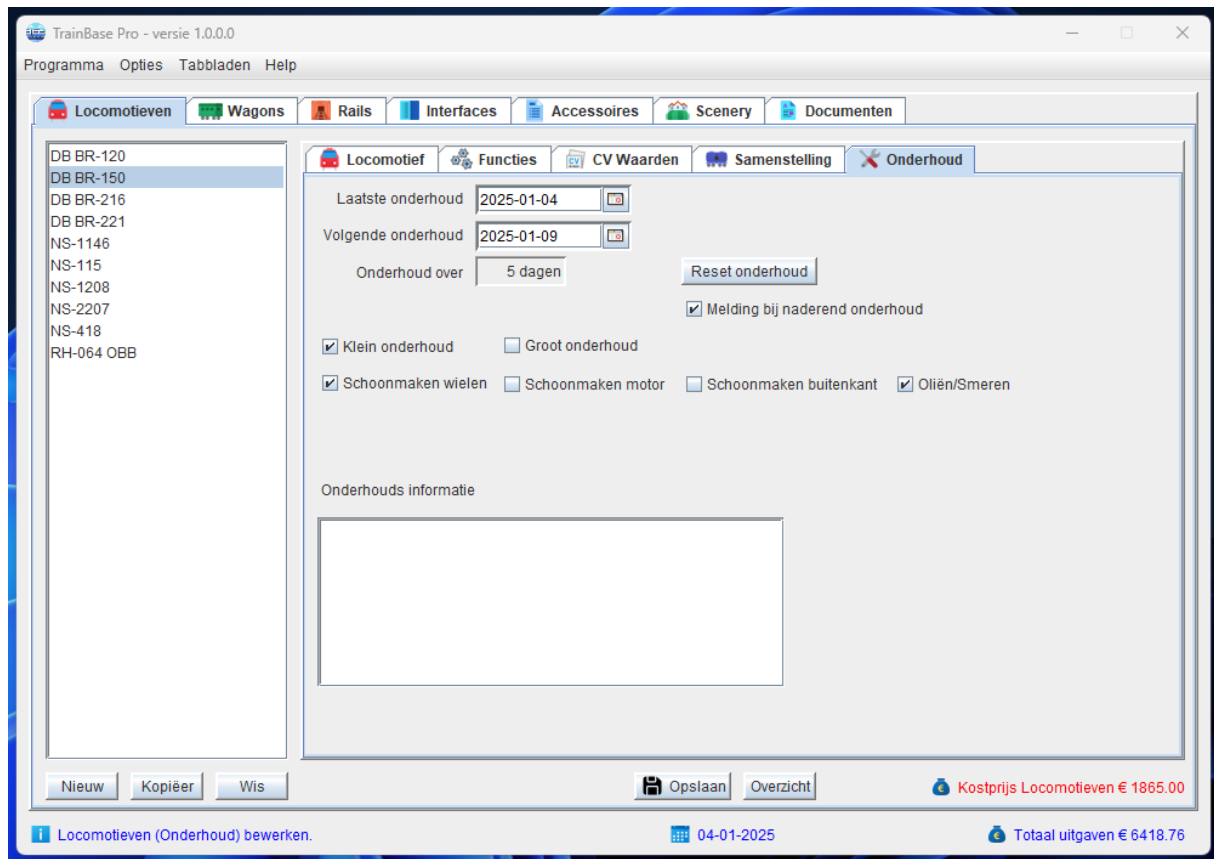 TrainBase Pro - versie 1.0.0.0
Programma Opties Tabbladen Help
Locomotieven Wagons Rails Interfaces Accessoires Scenery Documenten
DB BR-120
DB BR-150
DB BR-216
DB BR-221
NS-1146
NS-115
NS-1208
NS-2207
NS-418
RH-064 OBB
Locomotief Functies CV CV Waarden Samenstelling Onderhoud
Laatste onderhoud 2025-01-04
Volgende onderhoud 2025-01-09
Onderhoud over 5 dagen Reset onderhoud
Melding bij naderend onderhoud
Klein onderhoud Groot onderhoud
Schoonmaken wielen Schoonmaken motor Schoonmaken buitenkant Oliën/Smeren
Onderhouds informatie
Nieuw Kopiëer Wis Opslaan Overzicht Kostprijs Locomotieven € 1865.00
Locomotieven (Onderhoud) bewerken. 04-01-2025 Totaal uitgaven € 6418.76